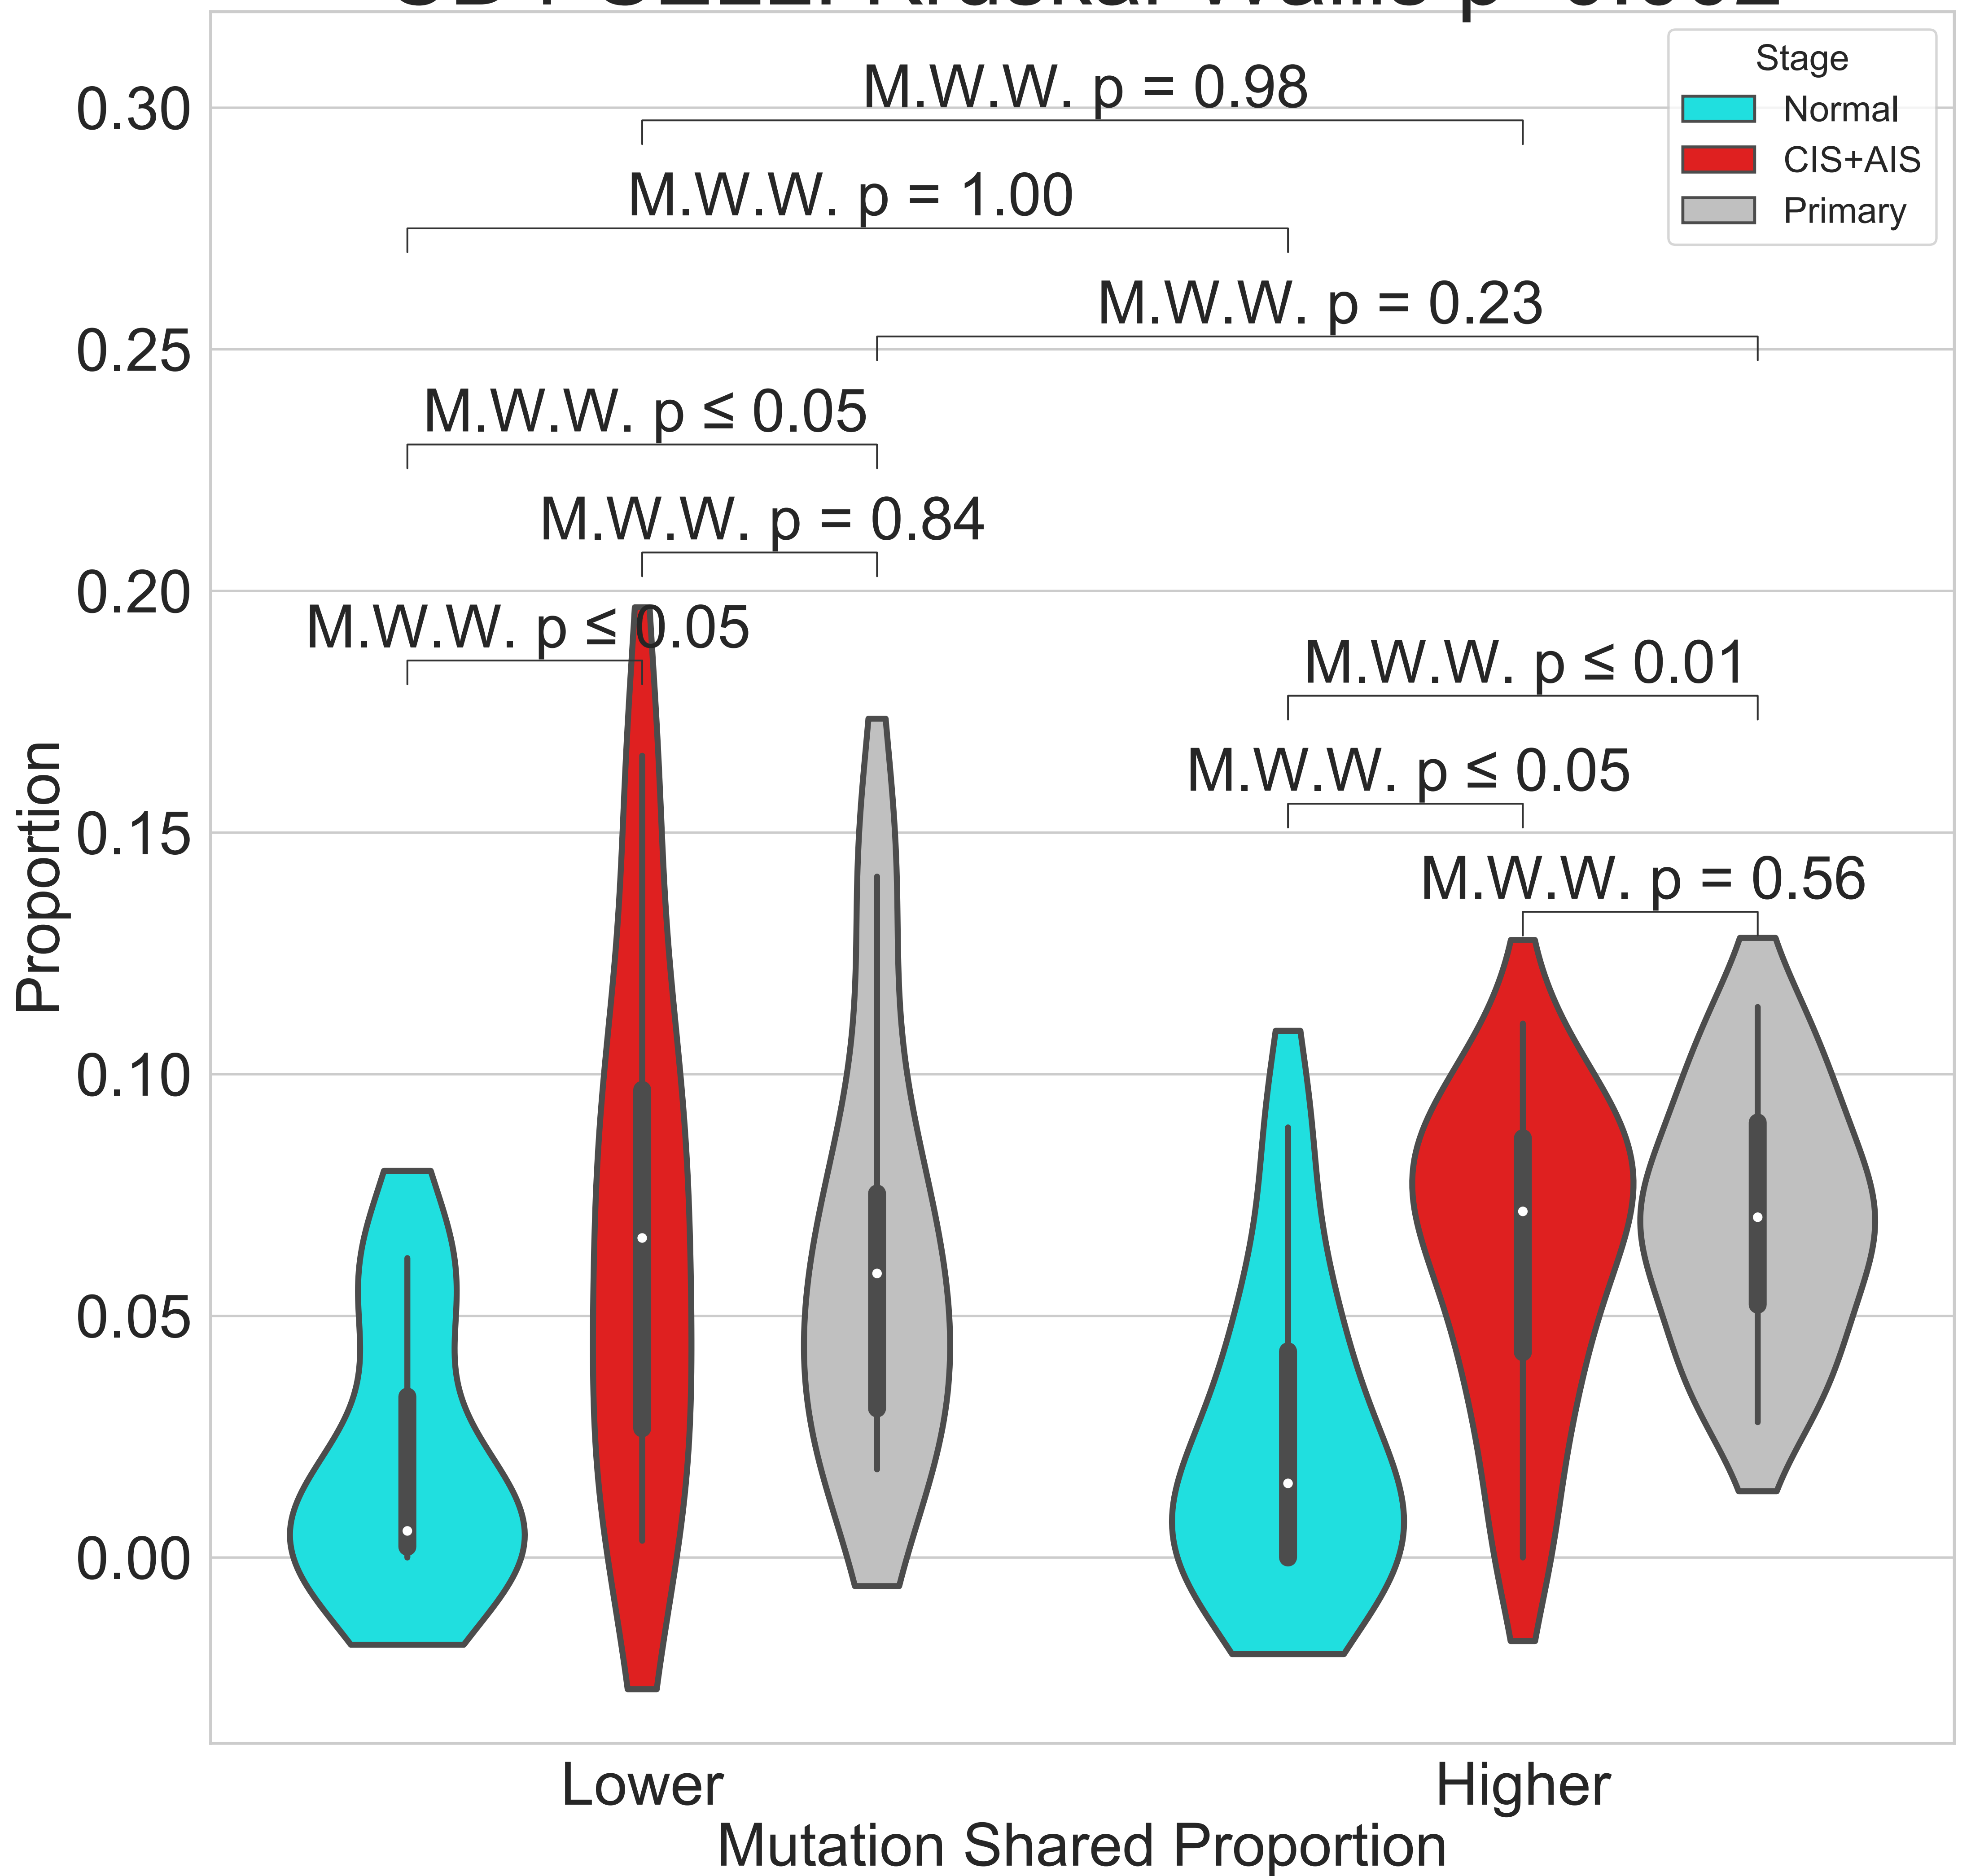 Stage
Normal
CIS+AIS
Primary
M.W.W. p = 0.98
M.W.W. p = 1.00
M.W.W. p = 0.23
M.W.W. p ≤ 0.05
M.W.W. p = 0.84
M.W.W. p ≤ 0.05
M.W.W. p ≤ 0.01
M.W.W. p ≤ 0.05
M.W.W. p = 0.56
0.30
0.25
0.20
0.15
0.10
0.05
0.00
Proportion
Lower
Higher
Mutation Shared Proportion